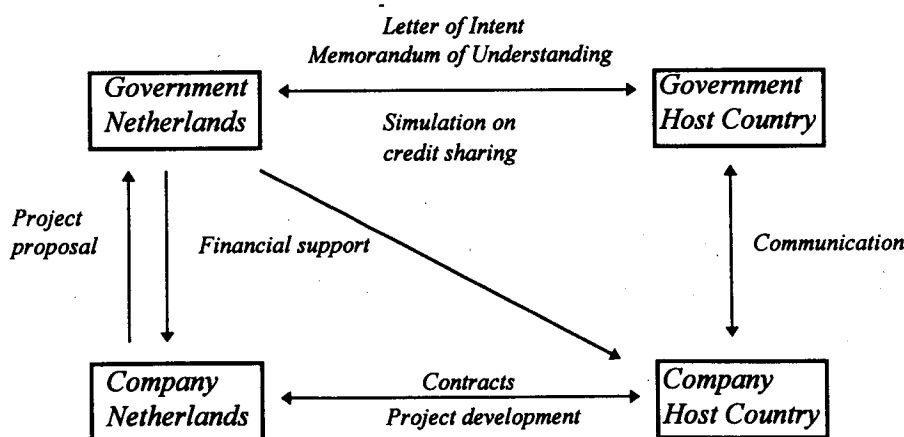 Letter of Intent
Memorandum of Understanding
Government
Netherlands
Government
Host Country
Simulation on
credit sharing
Project
proposal
Financial support
Communication
Company
Netherlands
Contracts
Project development
Company
Host Country